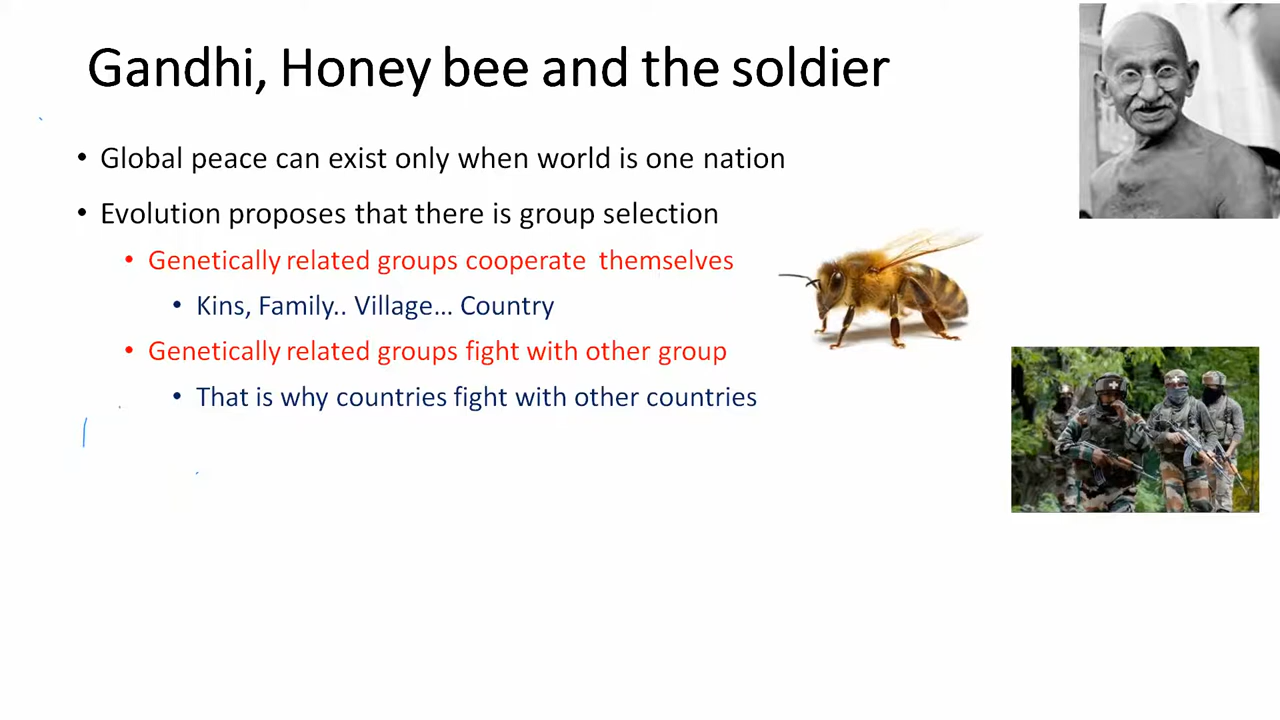 Gandhi, Honey bee and the soldier
• Global peace can exist only when world is one nation
• Evolution proposes that there is group selection
• Genetically related groups cooperate themselves
• Kins, Family.. Village... Country
• Genetically related groups fight with other group
• That is why countries fight with other countries